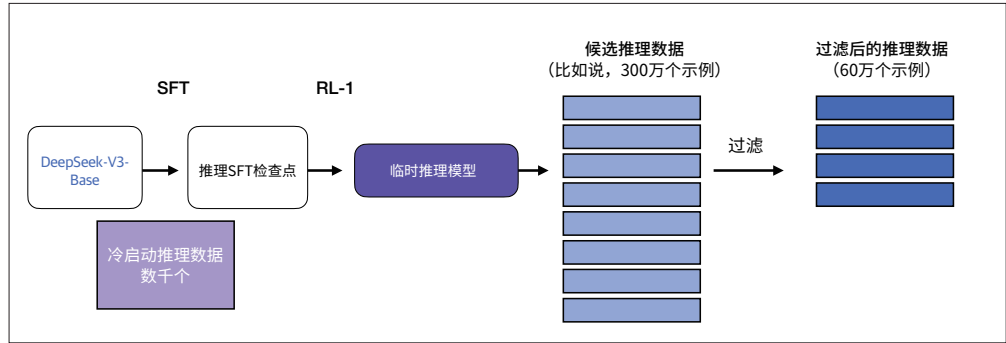 候选推理数据
（比如说，300万个示例）
过滤后的推理数据
（60万个示例）
SFT
RL-1
DeepSeek-V3-
Base
推理SFT检查点
临时推理模型
过滤
冷启动推理数据
数千个